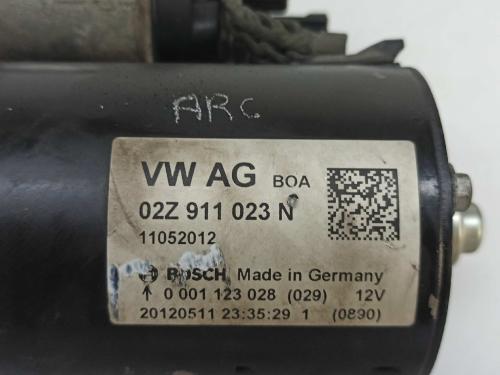 ARC
VW AG BOA
02Z 911 023 N
11052012
BOSCH Made in Germany
↑ 0 001 123 028 (029) 12V
20120511 23:35:29 1 (0890)